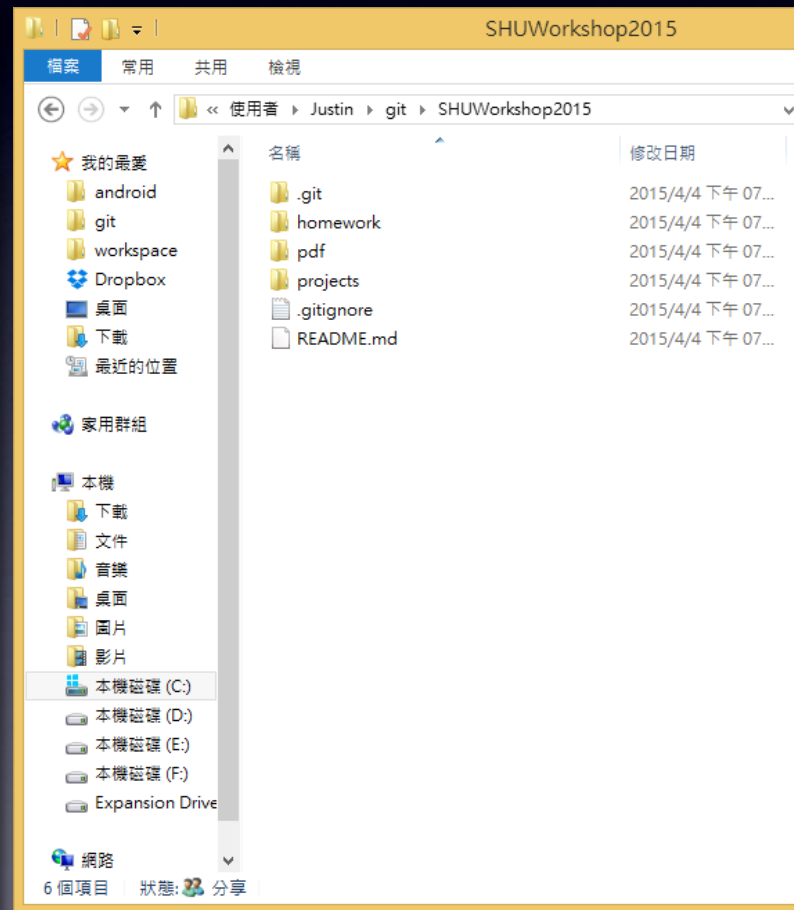 SHUWorkshop2015
檔案 常用 共用 檢視
« 使用者 Justin git SHUWorkshop2015
名稱 修改日期
.git 2015/4/4 下午 07...
homework 2015/4/4 下午 07...
pdf 2015/4/4 下午 07...
projects 2015/4/4 下午 07...
.gitignore 2015/4/4 下午 07...
README.md 2015/4/4 下午 07...
我的最愛
android
git
workspace
Dropbox
桌面
下載
最近的位置
家用群組
本機
下載
文件
音樂
桌面
圖片
影片
本機磁碟 (C:)
本機磁碟 (D:)
本機磁碟 (E:)
本機磁碟 (F:)
Expansion Drive
網路
6 個項目 狀態: 分享